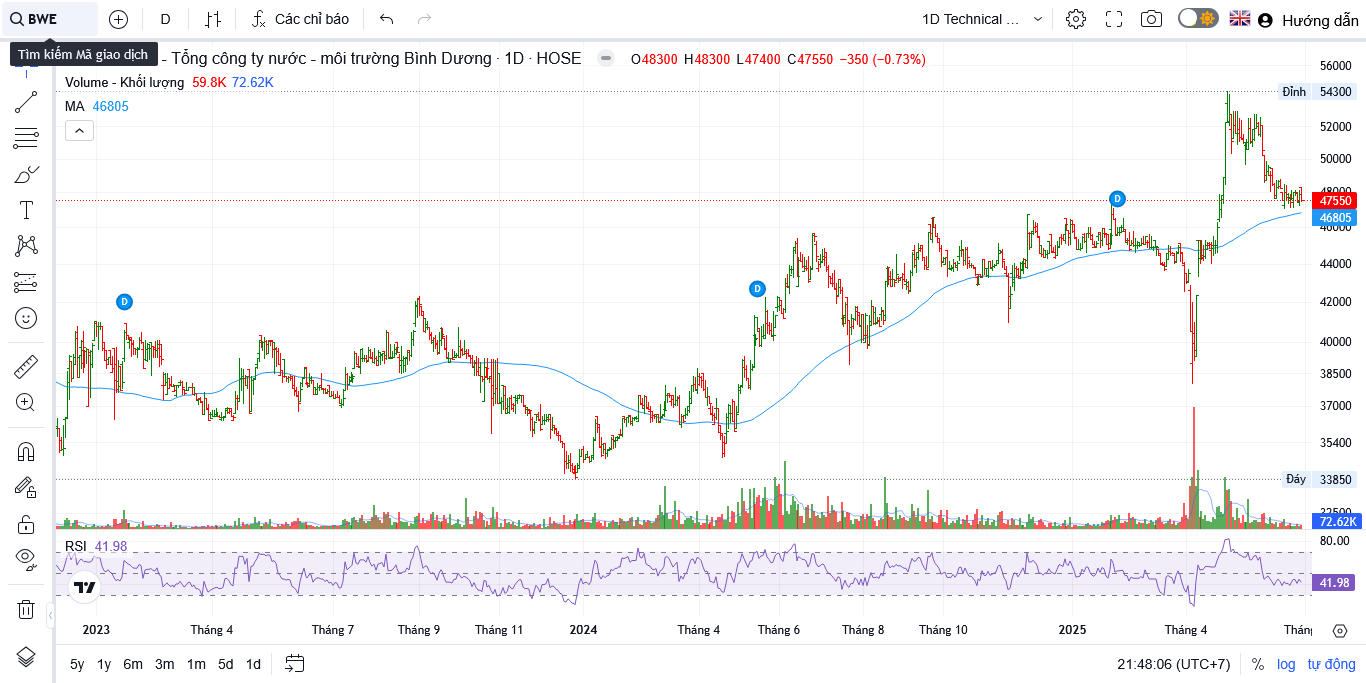 BWE D Các chỉ báo 1D Technical ... Hướng dẫn
Tìm kiếm Mã giao dịch - Tổng công ty nước - môi trường Bình Dương · 1D · HOSE O48300 H48300 L47400 C47550 −350 (−0.73%)
Volume - Khối lượng 59.8K 72.62K
MA 46805
56000
Đỉnh 54300
52000
50000
48000
47550
46805
46000
44000
42000
40000
38500
37000
35400
Đáy 33850
32500
72.62K
D
D
D
RSI 41.98
80.00
41.98
2023 Tháng 4 Tháng 7 Tháng 9 Tháng 11 2024 Tháng 4 Tháng 6 Tháng 8 Tháng 10 2025 Tháng 4 Thán
5y 1y 6m 3m 1m 5d 1d 21:48:06 (UTC+7) % log tự động